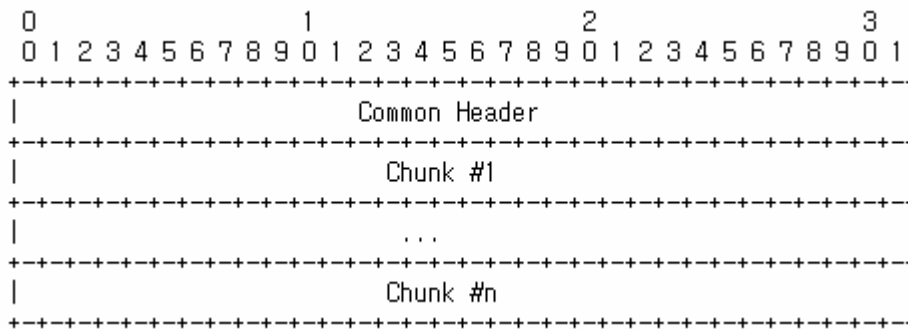 0                   1                   2                   3
0 1 2 3 4 5 6 7 8 9 0 1 2 3 4 5 6 7 8 9 0 1 2 3 4 5 6 7 8 9 0 1
+-+-+-+-+-+-+-+-+-+-+-+-+-+-+-+-+-+-+-+-+-+-+-+-+-+-+-+-+-+-+-+-
|                        Common Header
+-+-+-+-+-+-+-+-+-+-+-+-+-+-+-+-+-+-+-+-+-+-+-+-+-+-+-+-+-+-+-+-
|                          Chunk #1
+-+-+-+-+-+-+-+-+-+-+-+-+-+-+-+-+-+-+-+-+-+-+-+-+-+-+-+-+-+-+-+-
|                           ...
+-+-+-+-+-+-+-+-+-+-+-+-+-+-+-+-+-+-+-+-+-+-+-+-+-+-+-+-+-+-+-+-
|                          Chunk #n
+-+-+-+-+-+-+-+-+-+-+-+-+-+-+-+-+-+-+-+-+-+-+-+-+-+-+-+-+-+-+-+-